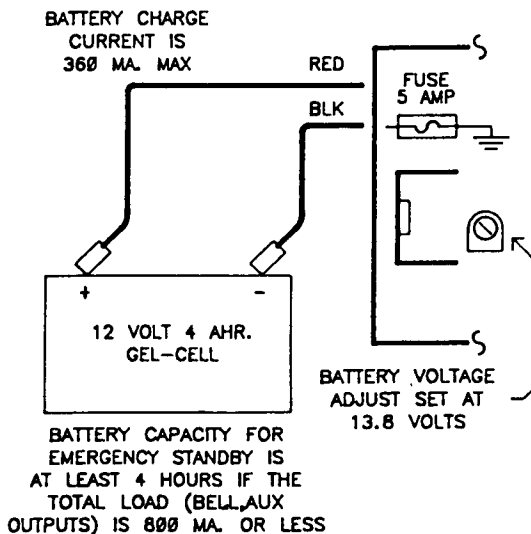 BATTERY CHARGE
CURRENT IS
360 MA. MAX
RED
BLK
FUSE
5 AMP
+
-
12 VOLT 4 AHR.
GEL-CELL
BATTERY VOLTAGE
ADJUST SET AT
13.8 VOLTS
BATTERY CAPACITY FOR
EMERGENCY STANDBY IS
AT LEAST 4 HOURS IF THE
TOTAL LOAD (BELL,AUX
OUTPUTS) IS 800 MA. OR LESS